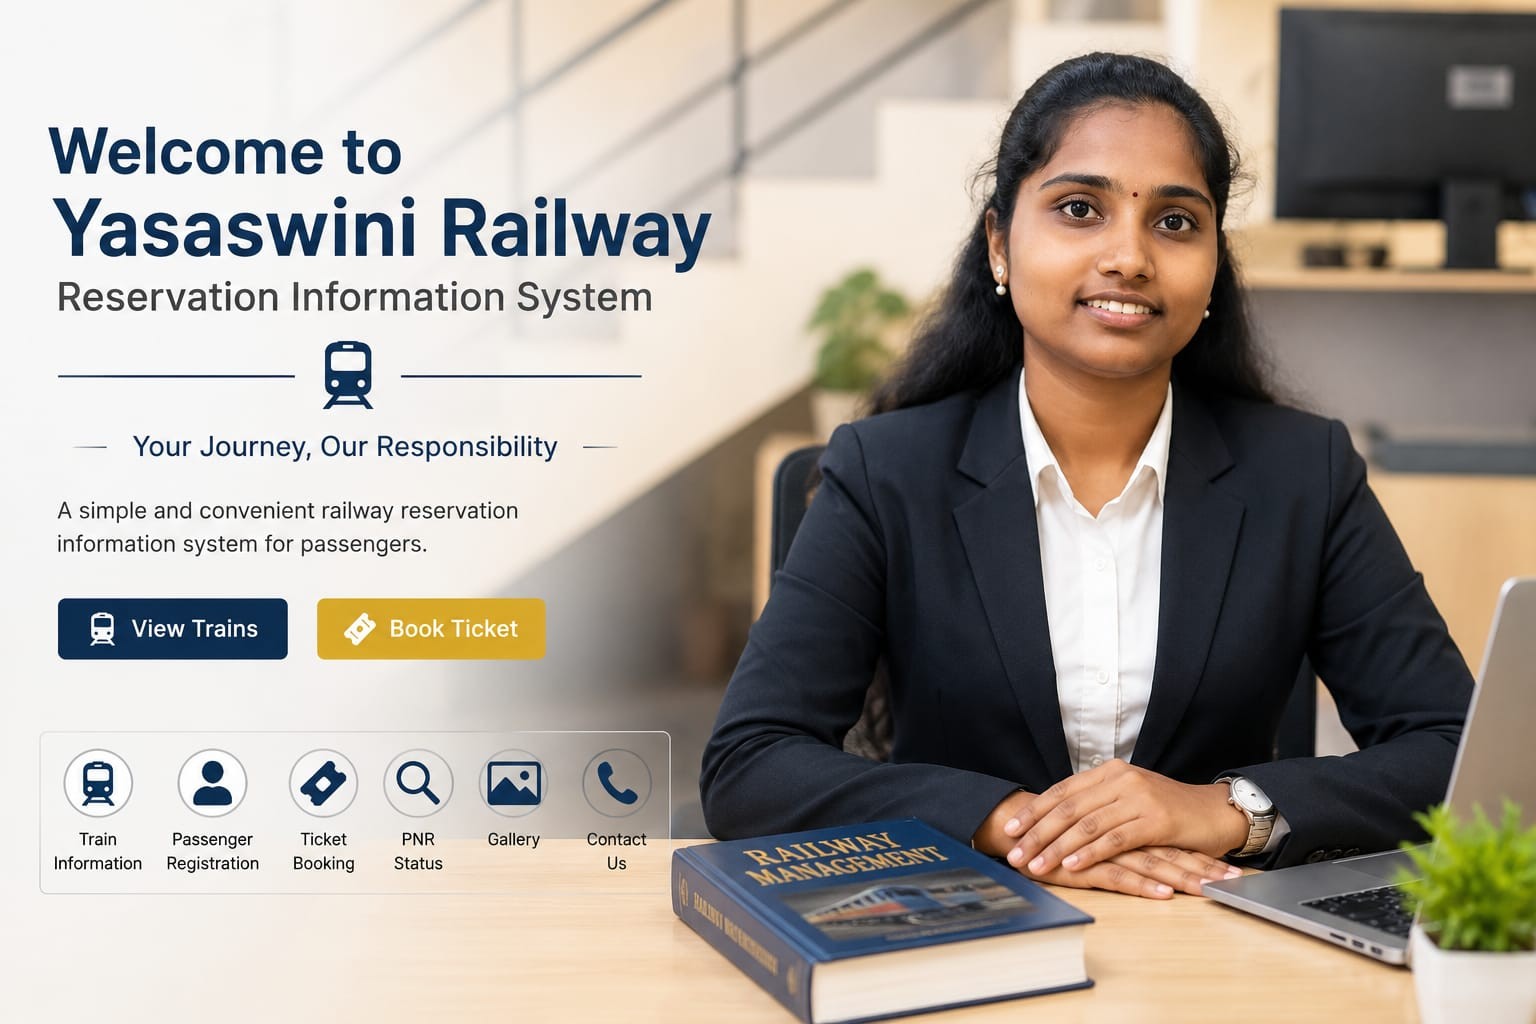 Welcome to
Yasaswini Railway
Reservation Information System
Your Journey, Our Responsibility
A simple and convenient railway reservation
information system for passengers.
View Trains
Book Ticket
Train
Information
Passenger
Registration
Ticket
Booking
PNR
Status
Gallery
Contact
Us
RAILWAY
MANAGEMENT